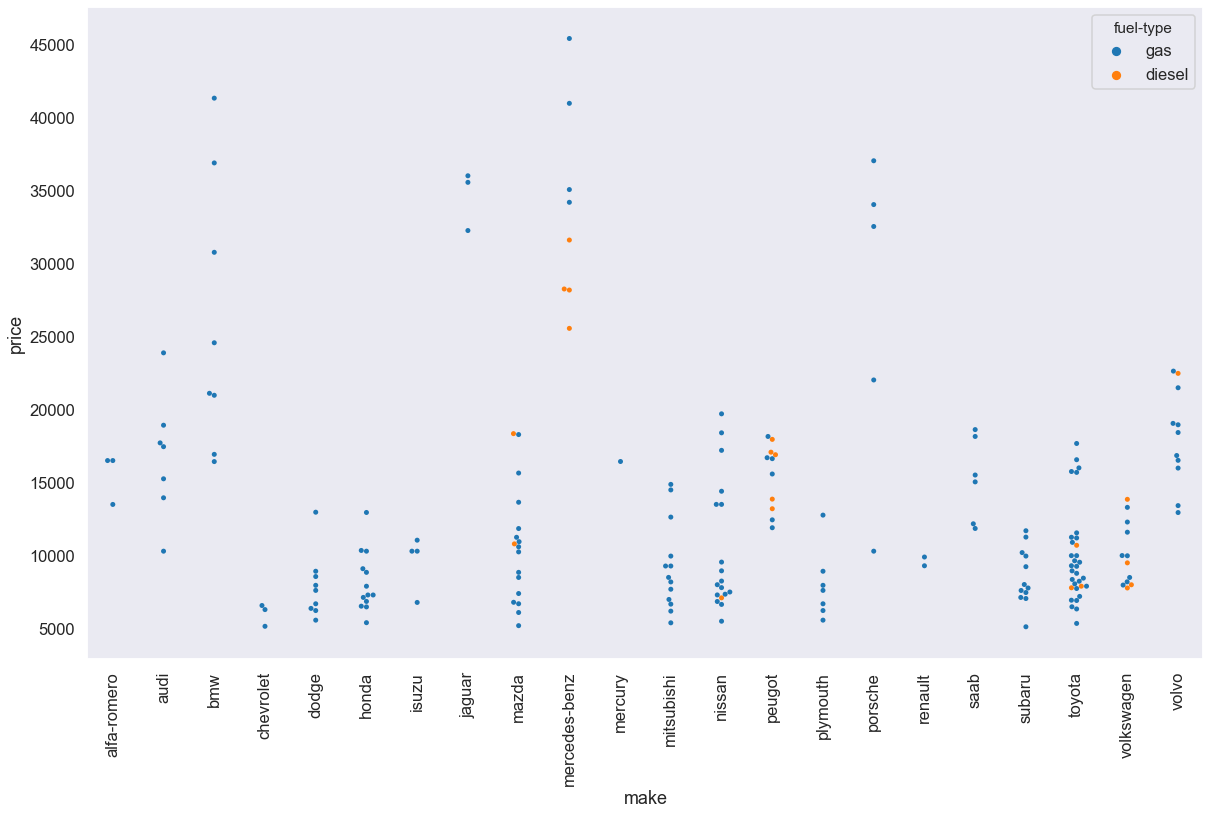 fuel-type
gas
diesel
45000
40000
35000
30000
25000
20000
15000
10000
5000
price
alfa-romero
audi
bmw
chevrolet
dodge
honda
isuzu
jaguar
mazda
mercedes-benz
mercury
mitsubishi
nissan
peugot
plymouth
porsche
renault
saab
subaru
toyota
volkswagen
volvo
make